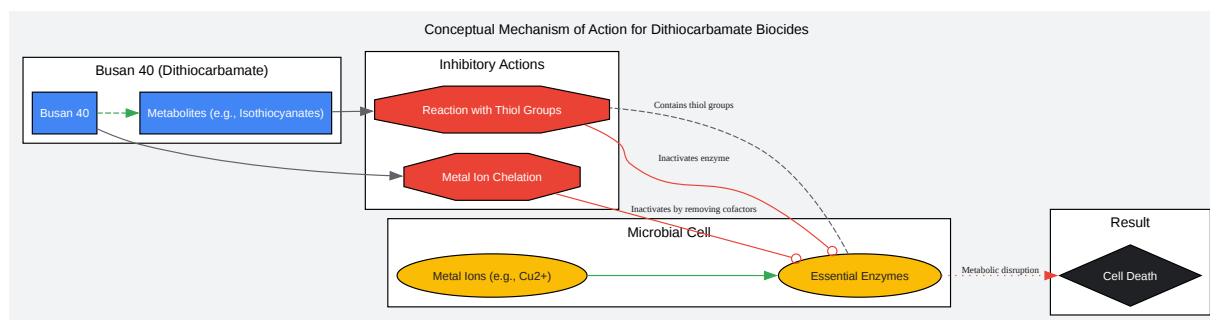 Conceptual Mechanism of Action for Dithiocarbamate Biocides
Busan 40 (Dithiocarbamate)
Busan 40
Metabolites (e.g., Isothiocyanates)
Inhibitory Actions
Reaction with Thiol Groups
Metal Ion Chelation
Contains thiol groups
Inactivates enzyme
Inactivates by removing cofactors
Microbial Cell
Metal Ions (e.g., Cu2+)
Essential Enzymes
Metabolic disruption
Result
Cell Death